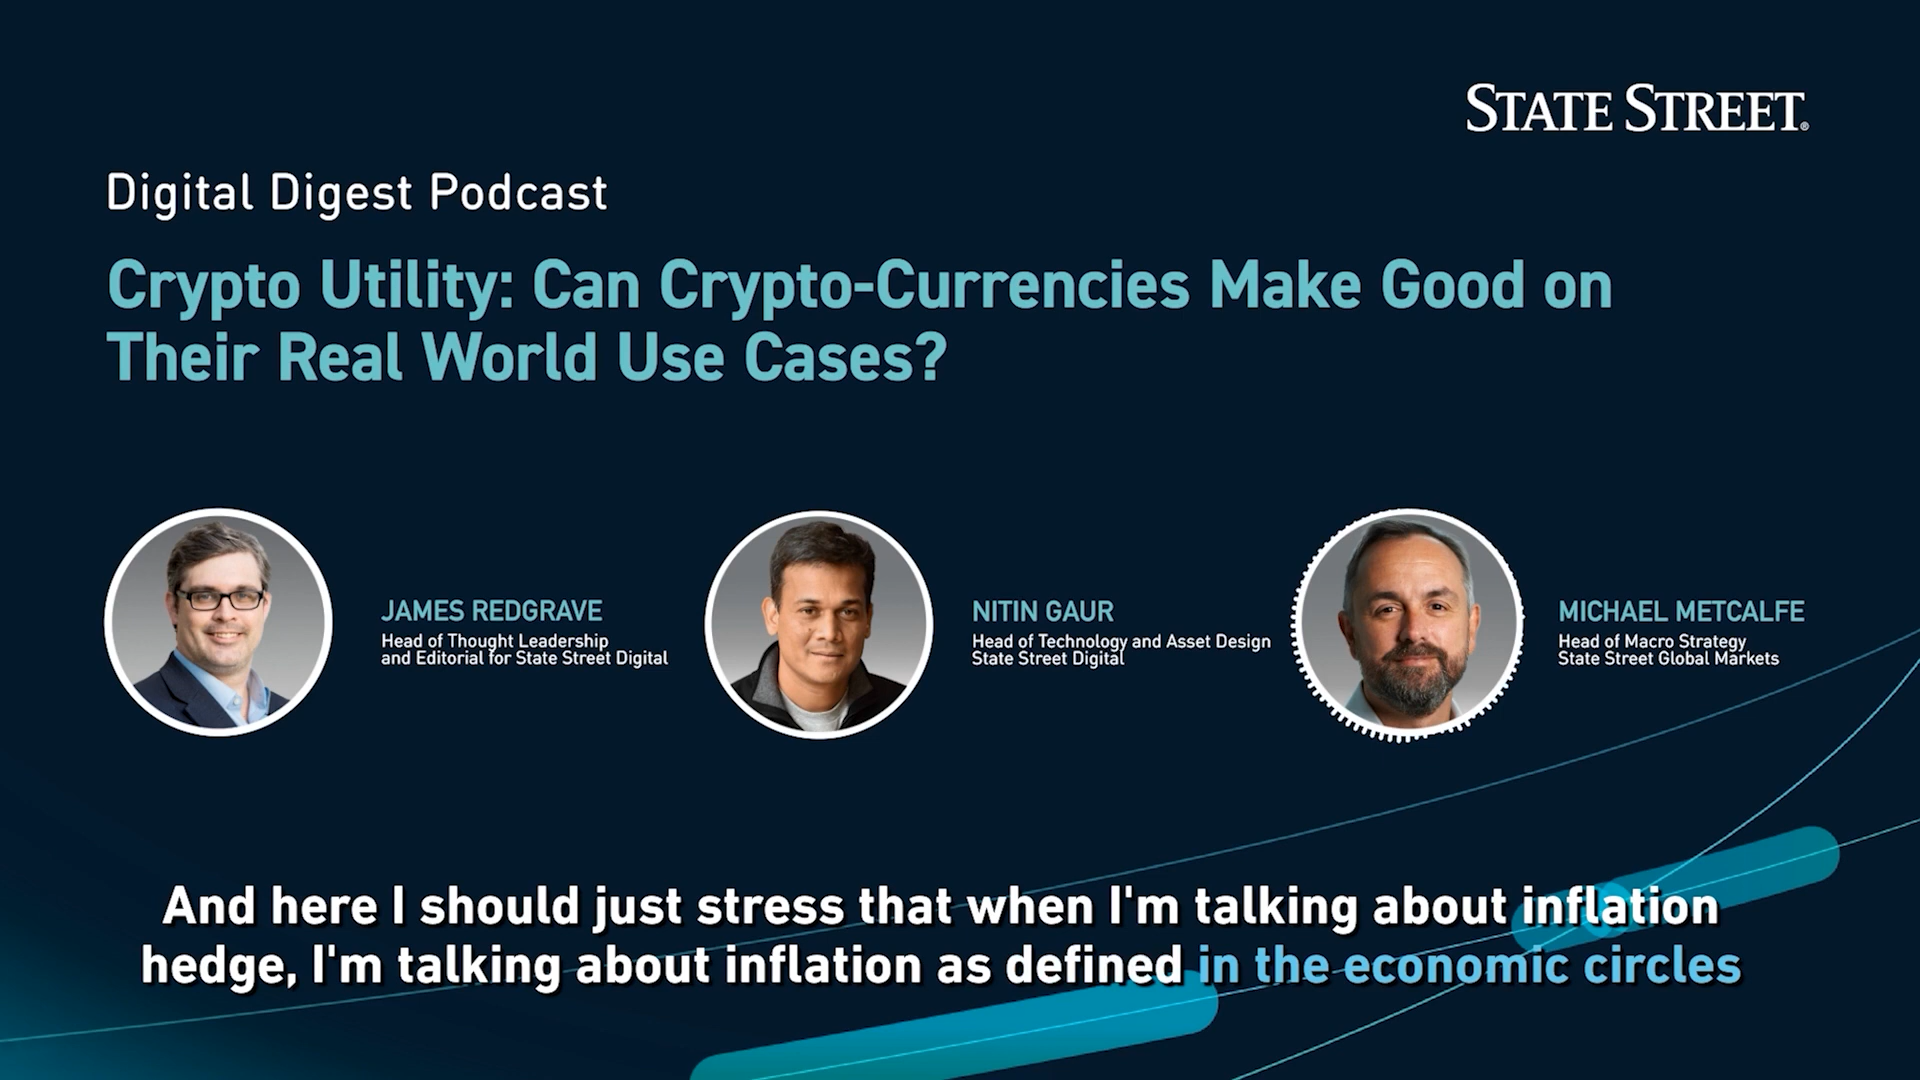 STATE STREET®
Digital Digest Podcast
Crypto Utility: Can Crypto-Currencies Make Good on
Their Real World Use Cases?
JAMES REDGRAVE
Head of Thought Leadership
and Editorial for State Street Digital
NITIN GAUR
Head of Technology and Asset Design
State Street Digital
MICHAEL METCALFE
Head of Macro Strategy
State Street Global Markets
And here I should just stress that when I'm talking about inflation
hedge, I'm talking about inflation as defined in the economic circles